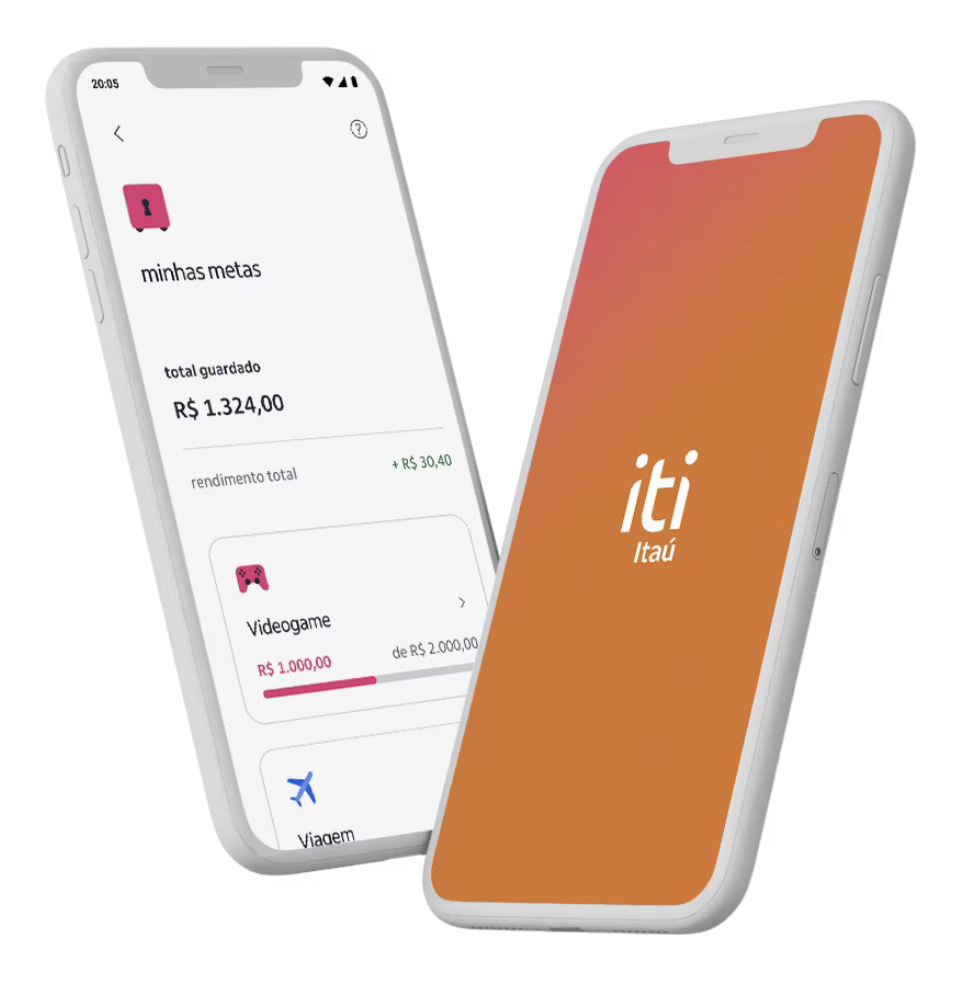 20:05
minhas metas
total guardado
R$ 1.324,00
rendimento total + R$ 30,40
Videogame
R$ 1.000,00 de R$ 2.000,00
Viagem
iti
Itaú